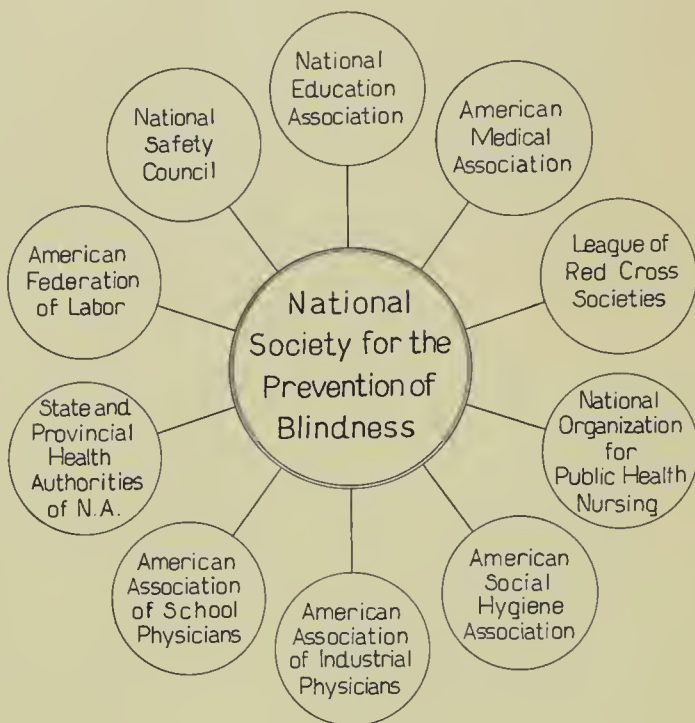 National
Education
Association
American
Medical
Association
League of
Red Cross
Societies
National
Organization
for
Public Health
Nursing
American
Social
Hygiene
Association
American
Association
of Industrial
Physicians
American
Association
of School
Physicians
State and
Provincial
Health
Authorities
of N.A.
American
Federation
of Labor
National
Safety
Council
National
Society for the
Prevention of
Blindness